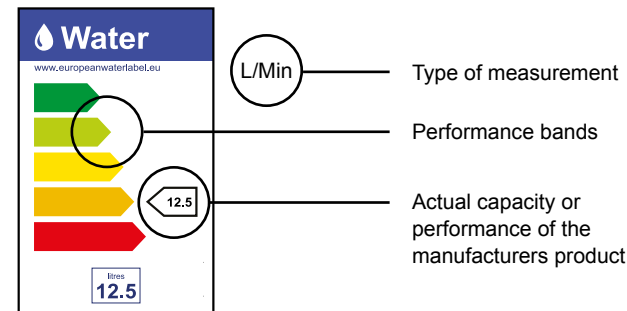 Water
www.europeanwaterlabel.eu
L/Min
Type of measurement
Performance bands
12.5
Actual capacity or
performance of the
manufacturers product
litres
12.5